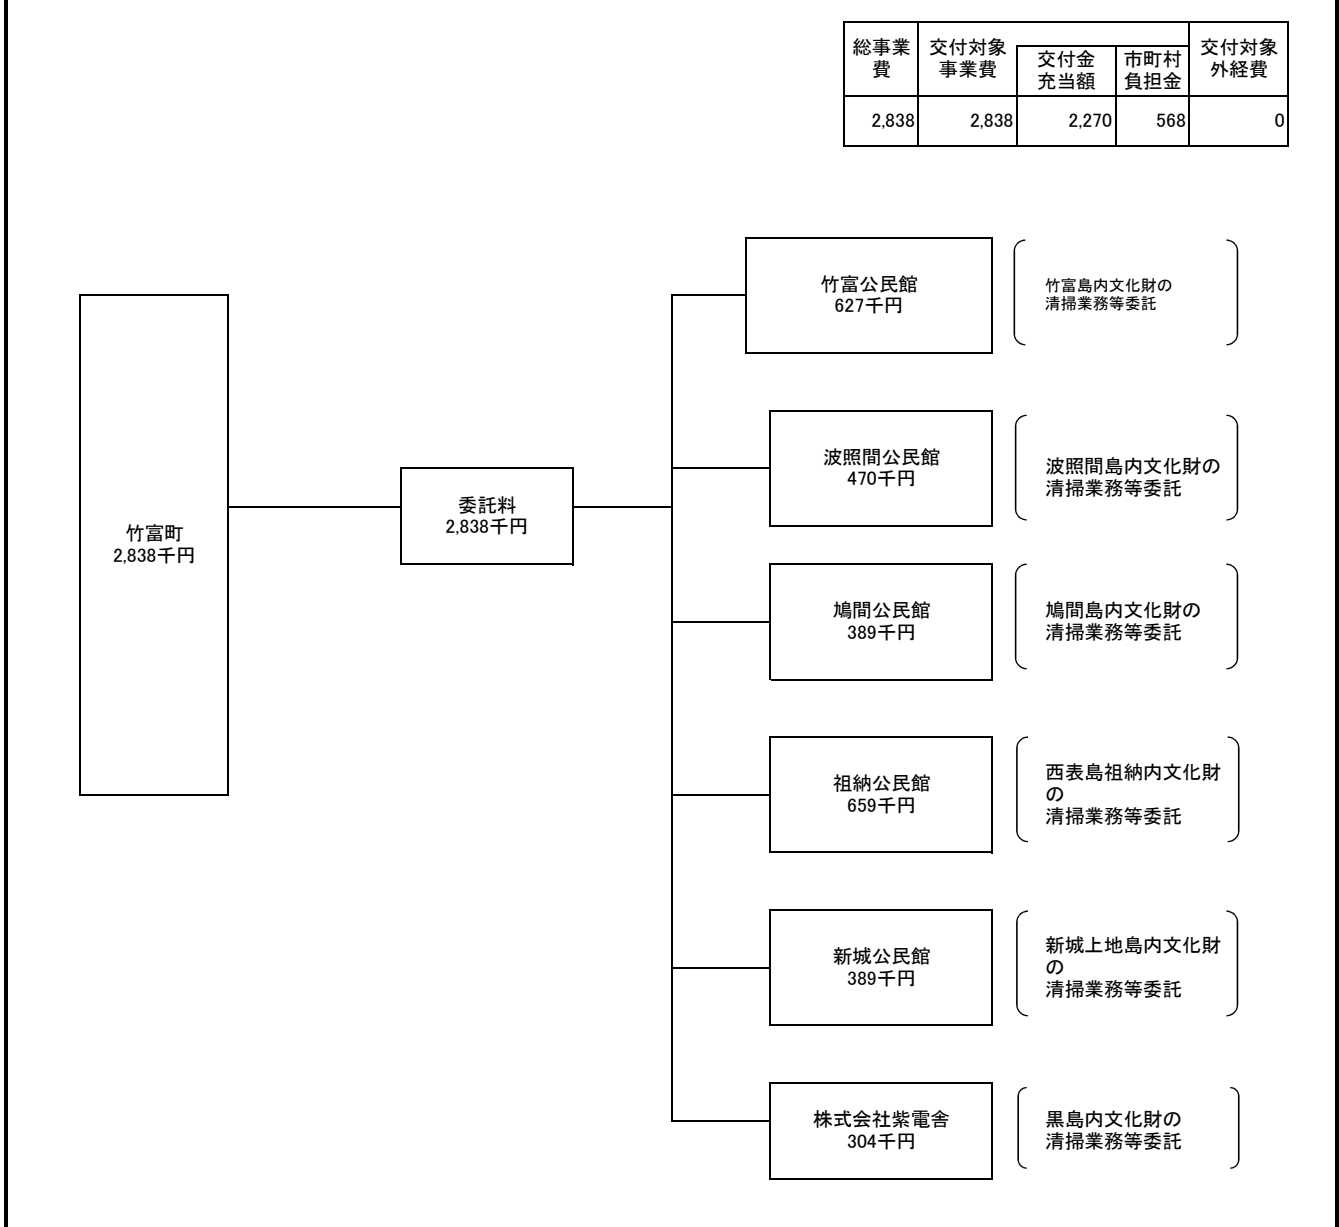 総事業
費
交付対象
事業費
交付金
充当額
市町村
負担金
交付対象
外経費
2,838
2,838
2,270
568
0
竹富町
2,838千円
委託料
2,838千円
竹富公民館
627千円
竹富島内文化財の
清掃業務等委託
波照間公民館
470千円
波照間島内文化財の
清掃業務等委託
鳩間公民館
389千円
鳩間島内文化財の
清掃業務等委託
祖納公民館
659千円
西表島祖納内文化財
の
清掃業務等委託
新城公民館
389千円
新城上地島内文化財
の
清掃業務等委託
株式会社紫電舎
304千円
黒島内文化財の
清掃業務等委託